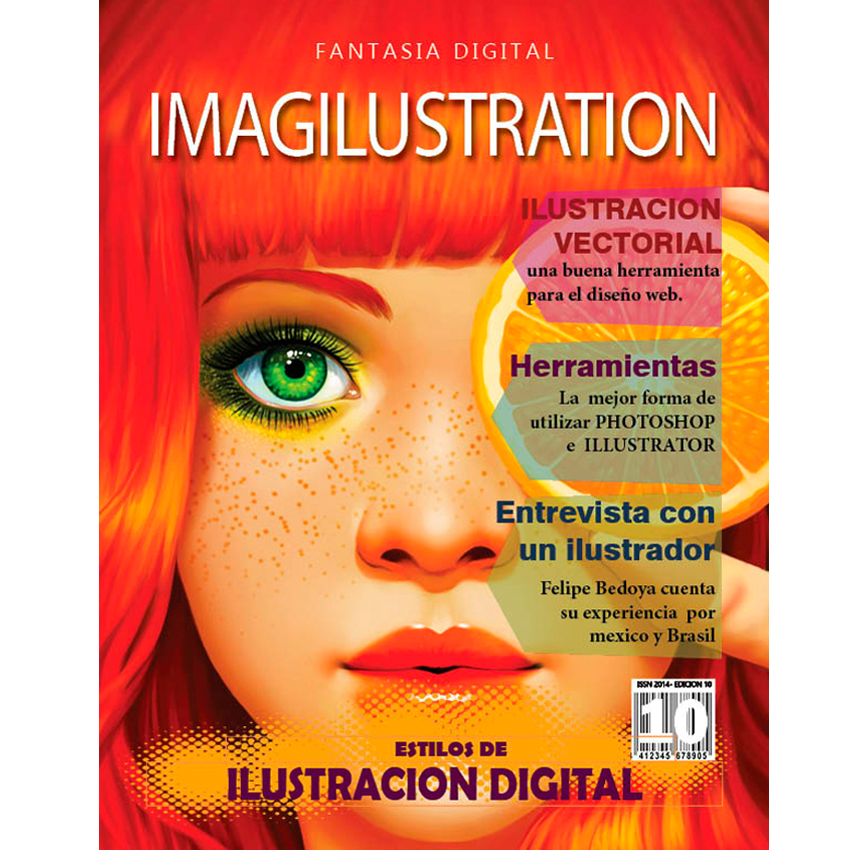 FANTASIA DIGITAL
IMAGILUSTRATION
ILUSTRACION
VECTORIAL
una buena herramienta
para el diseño web.
Herramientas
La mejor forma de
utilizar PHOTOSHOP
e ILLUSTRATOR
Entrevista con
un ilustrador
Felipe Bedoya cuenta
su experiencia por
mexico y Brasil
ISSN 2014- EDICION 10
10
412345 678905
ESTILOS DE
ILUSTRACION DIGITAL